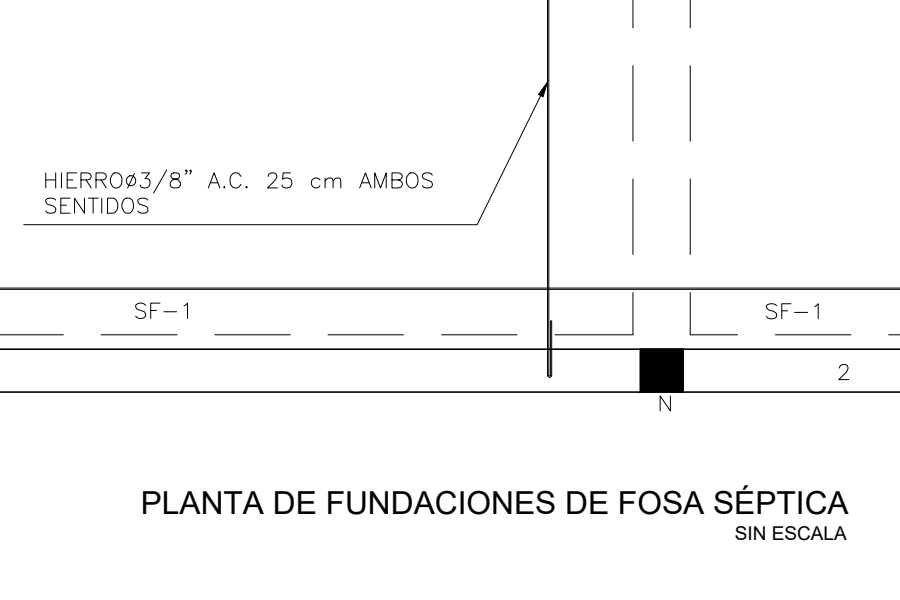 HIERROø3/8” A.C. 25 cm AMBOS
SENTIDOS
SF-1
SF-1
2
N
PLANTA DE FUNDACIONES DE FOSA SÉPTICA
SIN ESCALA